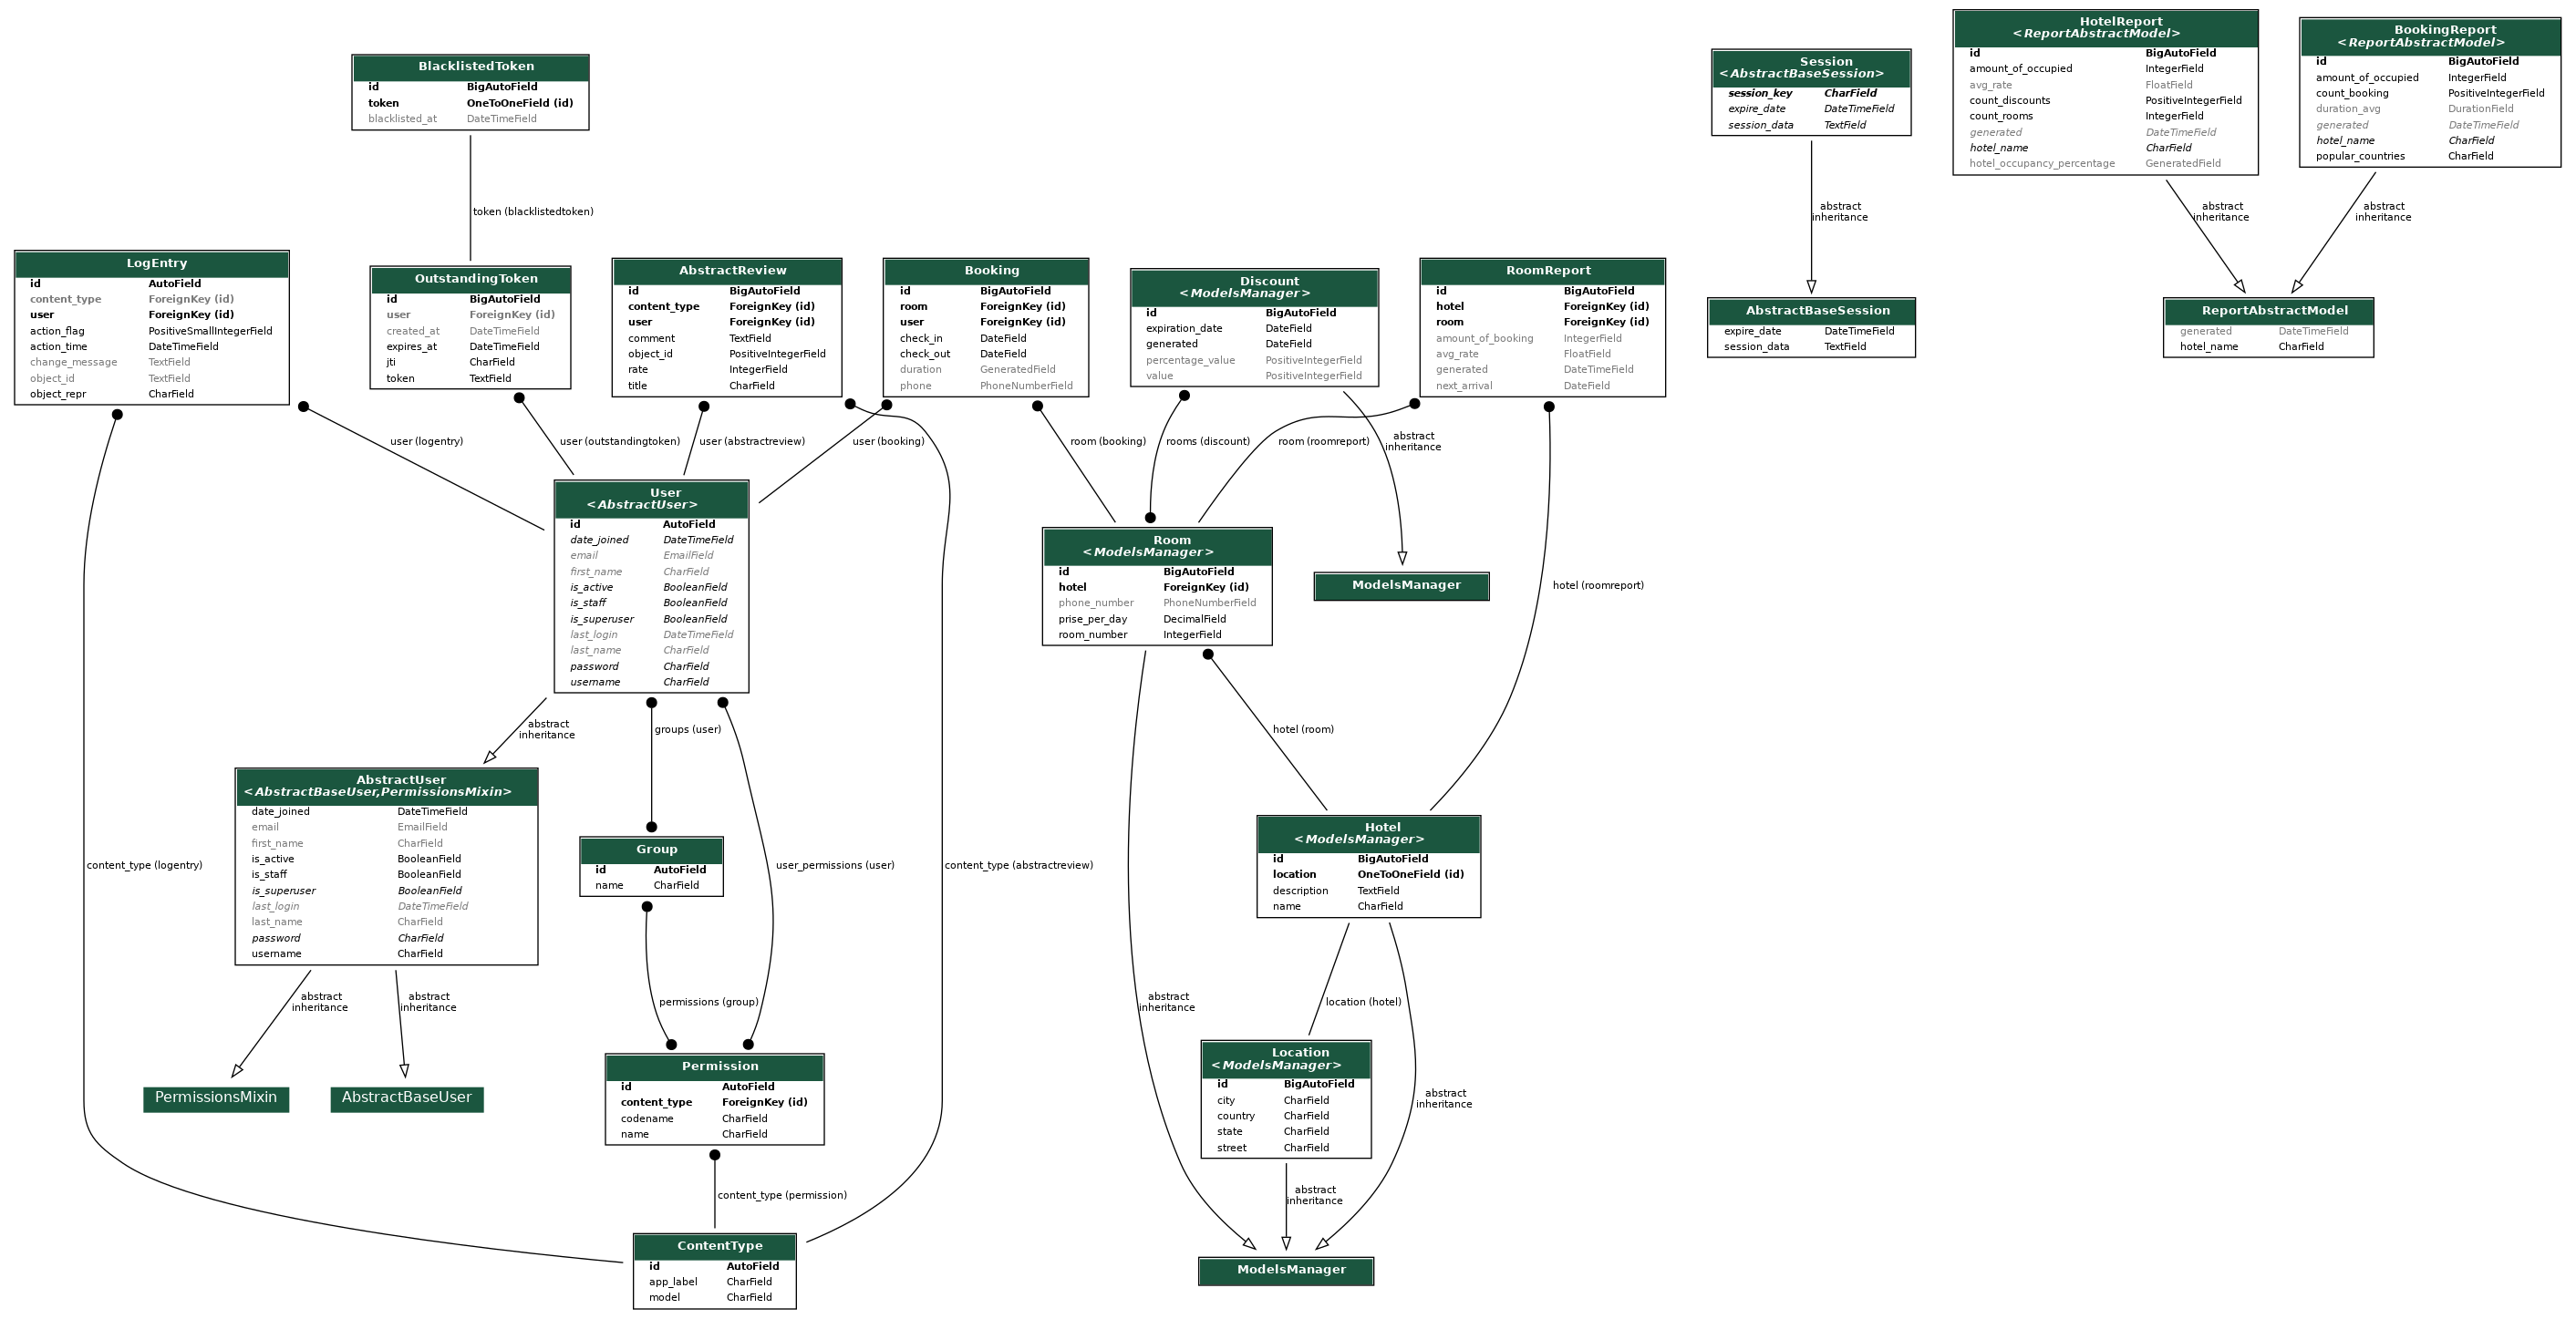 BlacklistedToken
id BigAutoField
token OneToOneField (id)
blacklisted_at DateTimeField
token (blacklistedtoken)
LogEntry
id AutoField
content_type ForeignKey (id)
user ForeignKey (id)
action_flag PositiveSmallIntegerField
action_time DateTimeField
change_message TextField
object_id TextField
object_repr CharField
OutstandingToken
id BigAutoField
user ForeignKey (id)
created_at DateTimeField
expires_at DateTimeField
jti CharField
token TextField
AbstractReview
id BigAutoField
content_type ForeignKey (id)
user ForeignKey (id)
comment TextField
object_id PositiveIntegerField
rate IntegerField
title CharField
Booking
id BigAutoField
room ForeignKey (id)
user ForeignKey (id)
check_in DateField
check_out DateField
duration GeneratedField
phone PhoneNumberField
Discount
<ModelsManager>
id BigAutoField
expiration_date DateField
generated DateField
percentage_value PositiveIntegerField
value PositiveIntegerField
RoomReport
id BigAutoField
hotel ForeignKey (id)
room ForeignKey (id)
amount_of_booking IntegerField
avg_rate FloatField
generated DateTimeField
next_arrival DateField
Session
<AbstractBaseSession>
session_key CharField
expire_date DateTimeField
session_data TextField
abstract
inheritance
AbstractBaseSession
expire_date DateTimeField
session_data TextField
HotelReport
<ReportAbstractModel>
id BigAutoField
amount_of_occupied IntegerField
avg_rate FloatField
count_discounts PositiveIntegerField
count_rooms IntegerField
generated DateTimeField
hotel_name CharField
hotel_occupancy_percentage GeneratedField
BookingReport
<ReportAbstractModel>
id BigAutoField
amount_of_occupied IntegerField
count_booking PositiveIntegerField
duration_avg DurationField
generated DateTimeField
hotel_name CharField
popular_countries CharField
abstract
inheritance
abstract
inheritance
ReportAbstractModel
generated DateTimeField
hotel_name CharField
user (logentry)
user (outstandingtoken)
user (abstractreview)
user (booking)
room (booking)
rooms (discount)
room (roomreport)
abstract
inheritance
User
<AbstractUser>
id AutoField
date_joined DateTimeField
email EmailField
first_name CharField
is_active BooleanField
is_staff BooleanField
is_superuser BooleanField
last_login DateTimeField
last_name CharField
password CharField
username CharField
Room
<ModelsManager>
id BigAutoField
hotel ForeignKey (id)
phone_number PhoneNumberField
prise_per_day DecimalField
room_number IntegerField
ModelsManager
hotel (roomreport)
abstract
inheritance
groups (user)
hotel (room)
AbstractUser
<AbstractBaseUser,PermissionsMixin>
date_joined DateTimeField
email EmailField
first_name CharField
is_active BooleanField
is_staff BooleanField
is_superuser BooleanField
last_login DateTimeField
last_name CharField
password CharField
username CharField
content_type (logentry)
Group
id AutoField
name CharField
user_permissions (user)
content_type (abstractreview)
Hotel
<ModelsManager>
id BigAutoField
location OneToOneField (id)
description TextField
name CharField
abstract
inheritance
abstract
inheritance
permissions (group)
abstract
inheritance
location (hotel)
PermissionsMixin
AbstractBaseUser
Permission
id AutoField
content_type ForeignKey (id)
codename CharField
name CharField
Location
<ModelsManager>
id BigAutoField
city CharField
country CharField
state CharField
street CharField
abstract
inheritance
content_type (permission)
abstract
inheritance
ContentType
id AutoField
app_label CharField
model CharField
ModelsManager